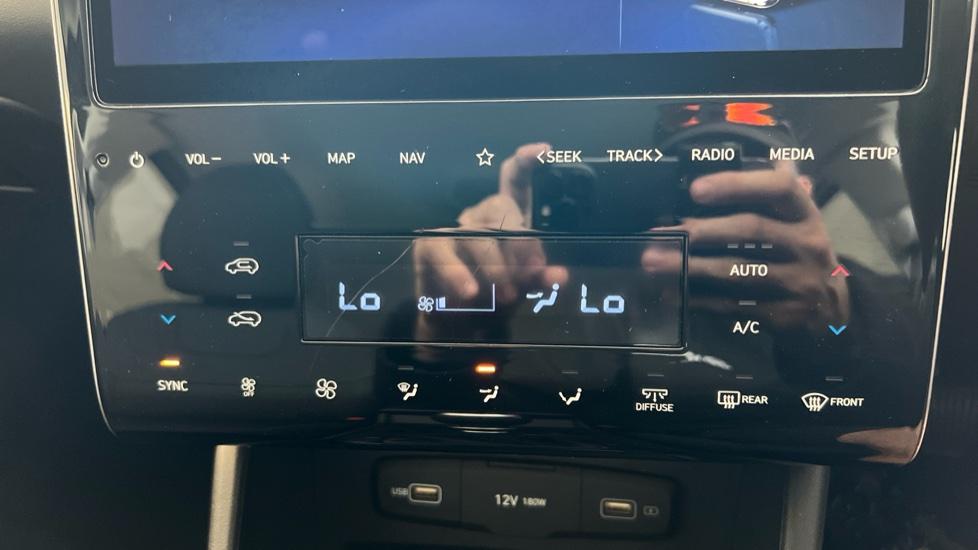 VOL− VOL+ MAP NAV <SEEK TRACK> RADIO MEDIA SETUP
AUTO
Lo Lo
A/C
SYNC OFF DIFFUSE REAR FRONT
USB 12V 180W